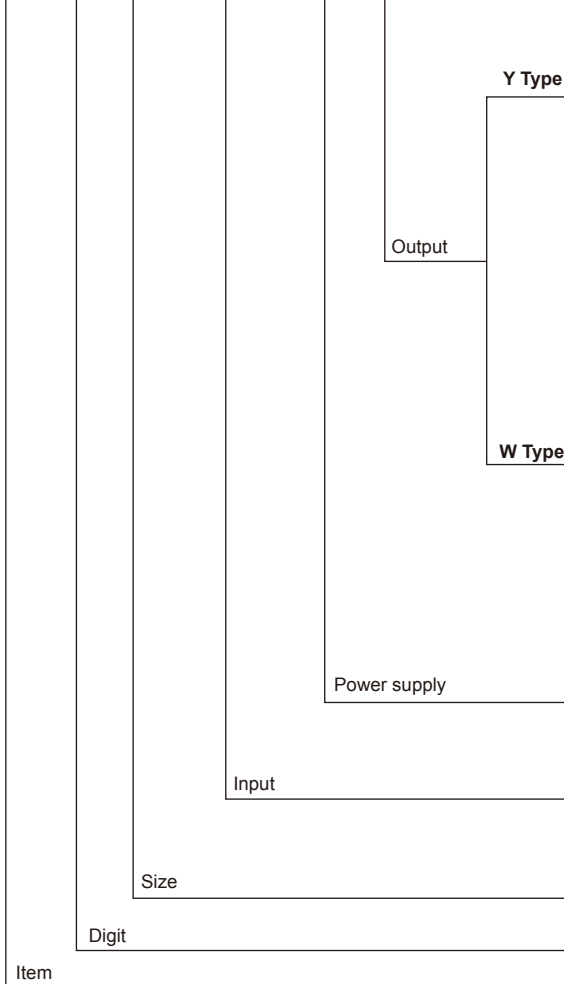 Y Type
Output
W Type
Power supply
Input
Size
Digit
Item